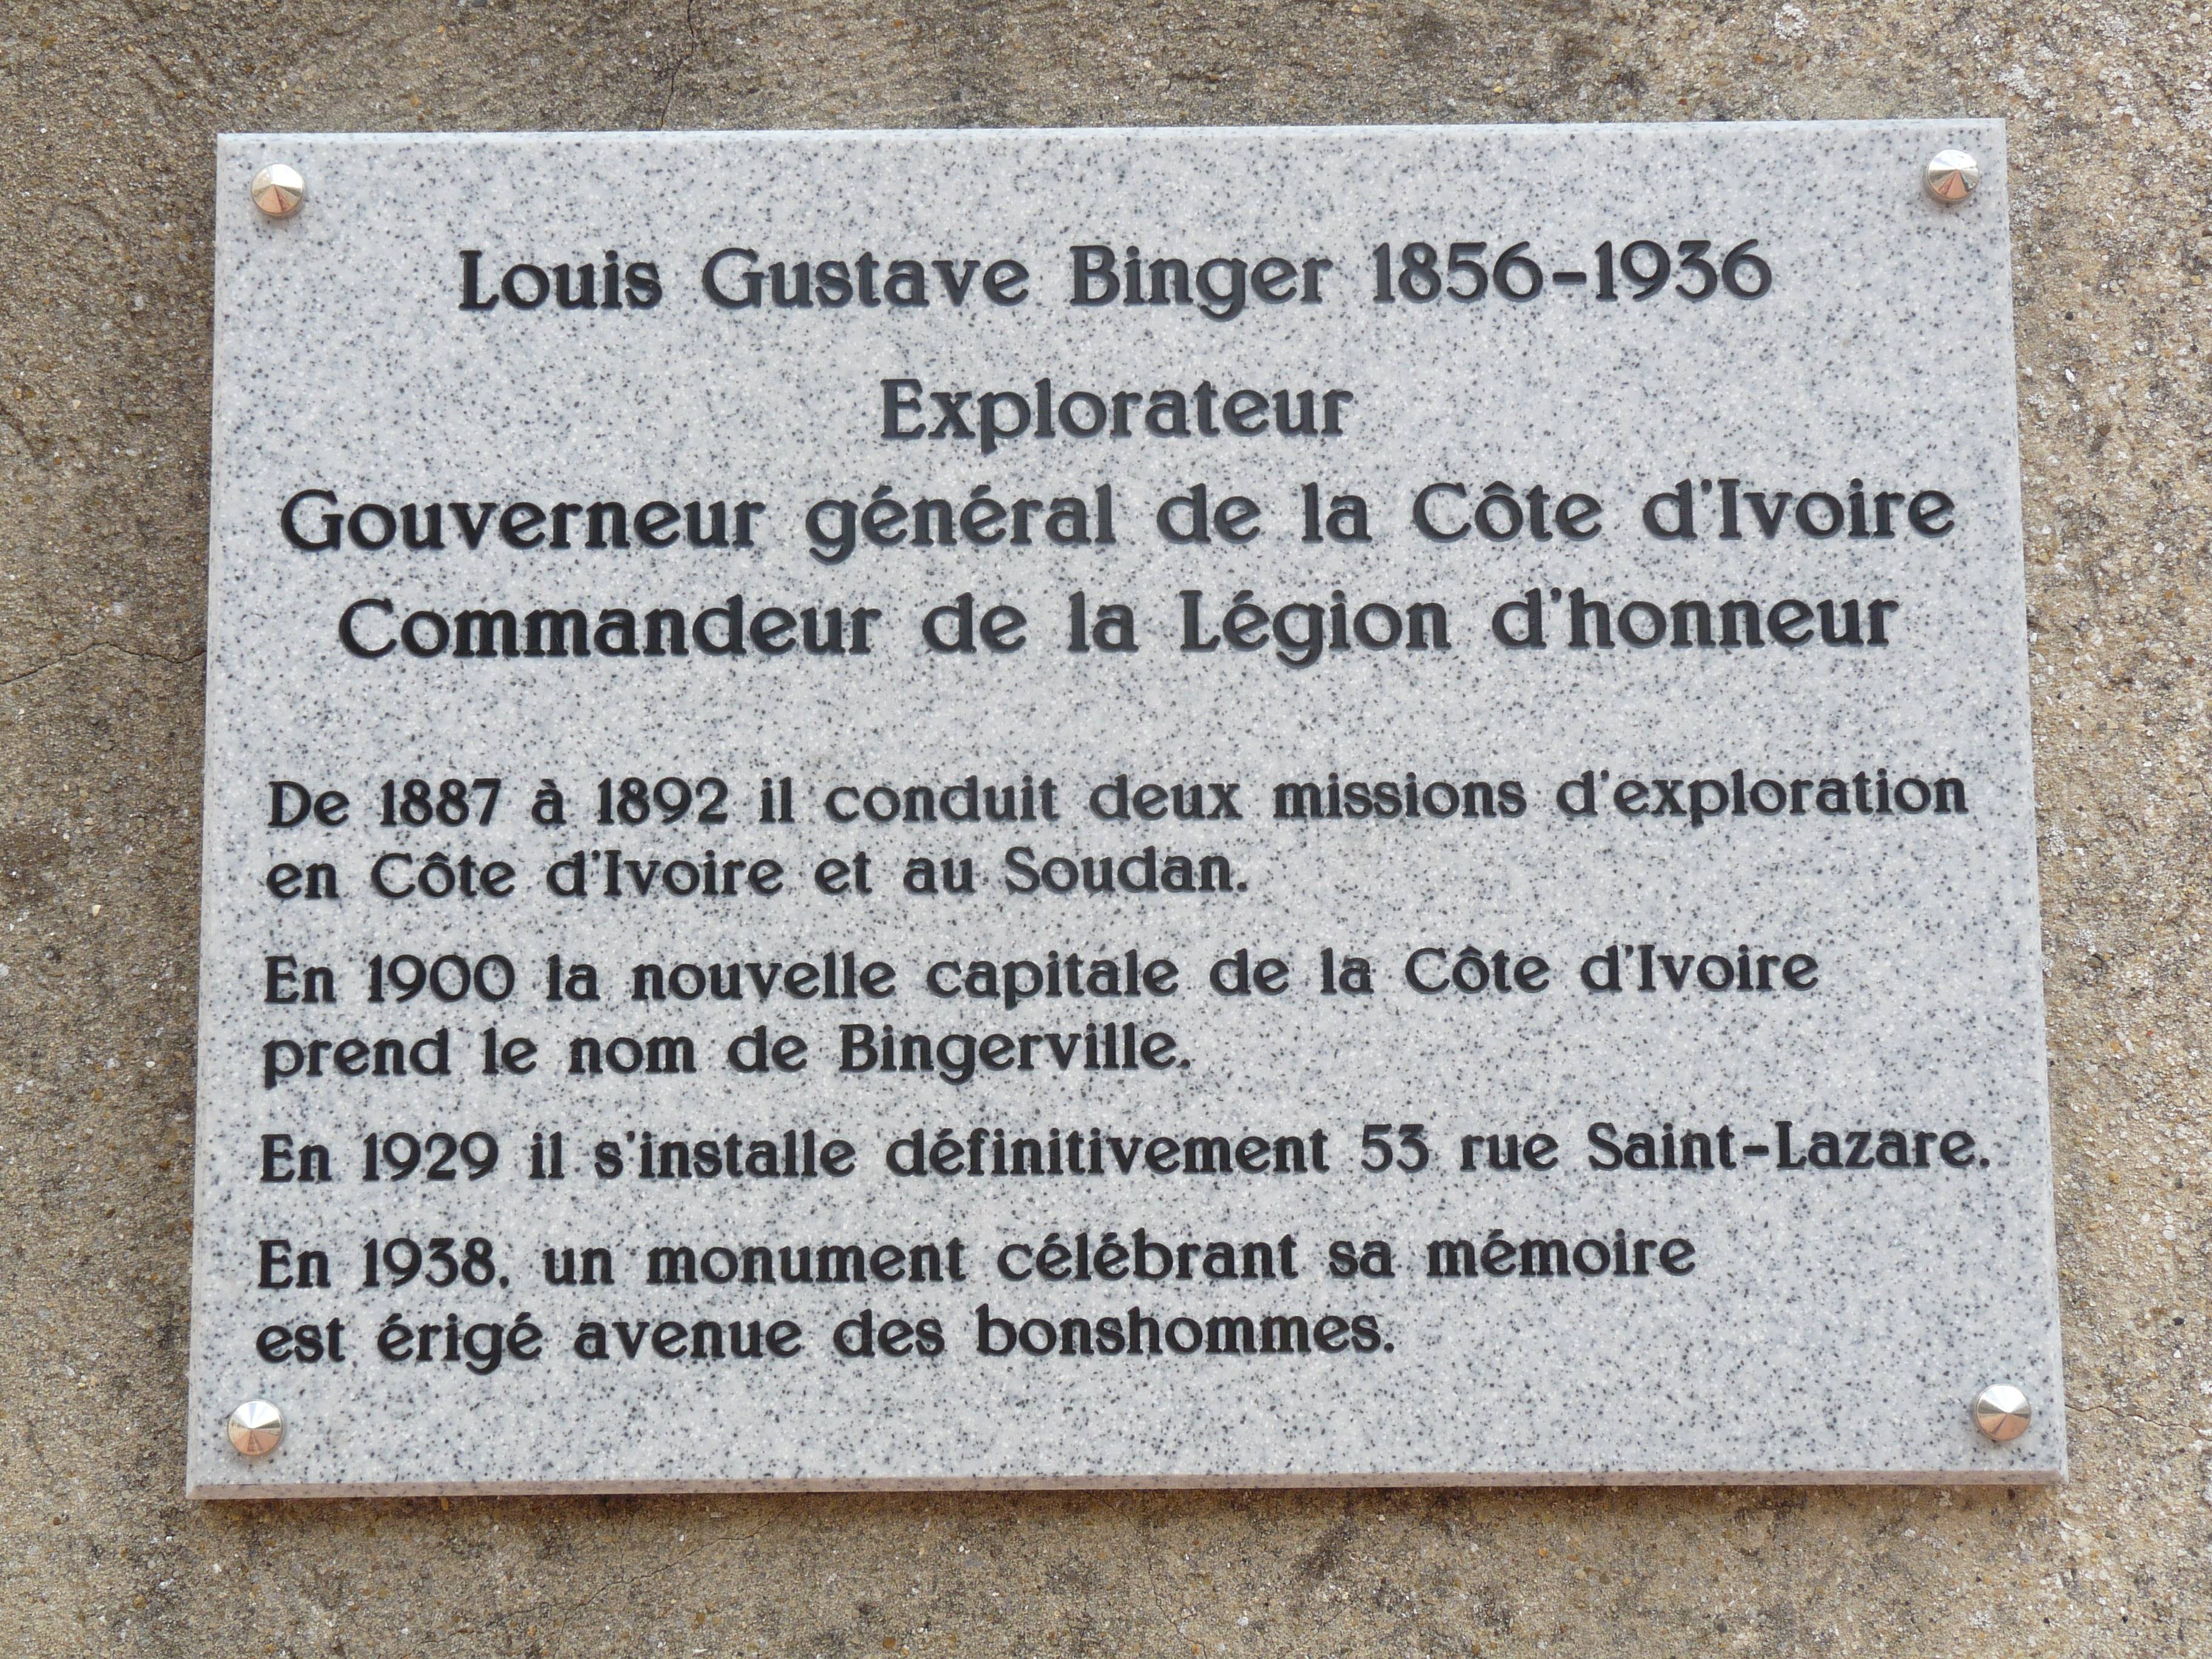 Louis Gustave Binger 1856-1936
Explorateur
Gouverneur général de la Côte d'Ivoire
Commandeur de la Légion d'honneur
De 1887 à 1892 il conduit deux missions d'exploration
en Côte d'Ivoire et au Soudan.
En 1900 la nouvelle capitale de la Côte d'Ivoire
prend le nom de Bingerville.
En 1929 il s'installe définitivement 53 rue Saint-Lazare.
En 1938, un monument célébrant sa mémoire
est érigé avenue des bonshommes.